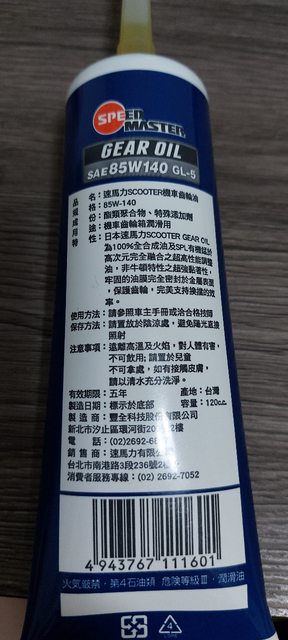 SPEED
MASTER
GEAR OIL
SAE85W140 GL-5
品名：速馬力SCOOTER機車齒輪油
規格：85W-140
成份：酯類聚合物、特殊添加劑
用途：機車齒輪箱潤滑用
特性：日本速馬力SCOOTER GEAR OIL
為100%全合成油及SPL有機錳於
高次元完全融合之超高性能調整
油，非牛頓特性之超強黏著性，
牢固的油膜完全密封於金屬表面
，保護齒輪，完美支持換擋的效
率。
使用方法：請參照車主手冊或洽合格技師
保存方法：請置放於陰涼處，避免陽光直接
照射
注意事項：遠離高溫及火焰，對人體有害，
不可飲用；請置於兒童
不可拿處，如有接觸皮膚，
請以清水充分洗淨。
有效期限：五年 產地：台灣
製造日期：標示於底部 容量：120cc
製造商：豐全科技股份有限公司
新北市汐止區環河街20 2樓
電話：(02)2692-6
銷售商：速馬力有限公
台北市南港路3段236號2
消費者服務專線：(02) 2692-7052
4 943767 111601
火気厳禁・第4石油類 危険等級Ⅲ・潤滑油
4